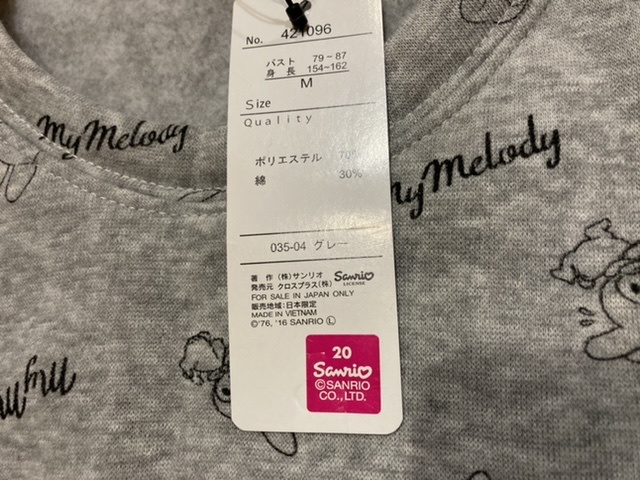 No. 421096
バスト 79~87
身長 154~162
M
Size
Quality
ポリエステル 70%
綿 30%
035-04 グレー
著作 (株)サンリオ Sanrio
LICENSE
発売元 クロスプラス(株)
FOR SALE IN JAPAN ONLY
販売地域:日本限定
MADE IN VIETNAM
©'76, '16 SANRIO Ⓛ
20
Sanrio
©SANRIO
CO.,LTD.
My Melody
My Melody
My